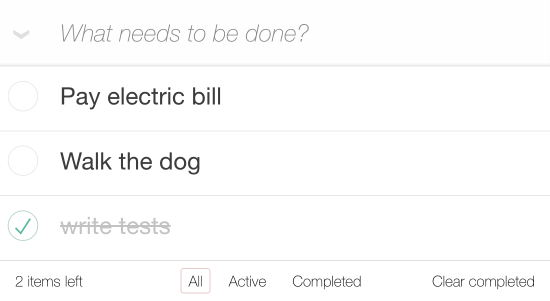 What needs to be done?
Pay electric bill
Walk the dog
write tests
2 items left All Active Completed Clear completed